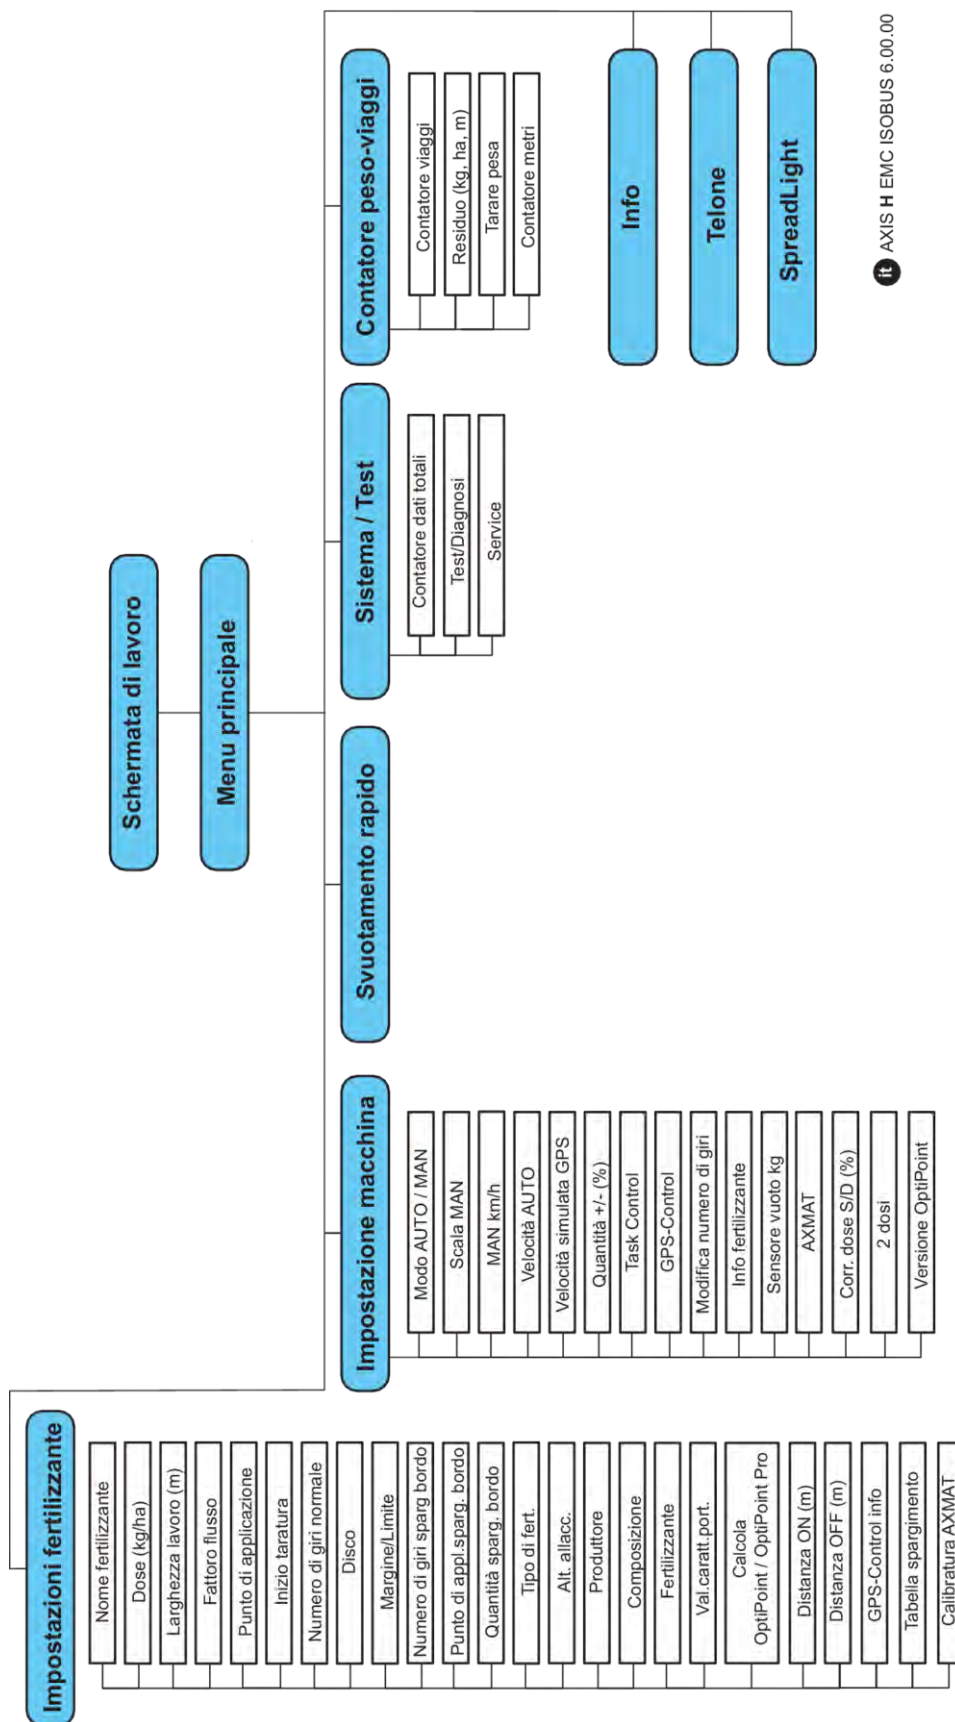 Schermata di lavoro
Menu principale
Impostazioni fertilizzante
Nome fertilizzante
Dose (kg/ha)
Larghezza lavoro (m)
Fattoro flusso
Punto di applicazione
Inizio taratura
Numero di giri normale
Disco
Margine/Limite
Numero di giri sparg bordo
Punto di appl.sparg. bordo
Quantità sparg. bordo
Tipo di fert.
Alt. allacc.
Produttore
Composizione
Fertilizzante
Val.caratt.port.
Calcola
OptiPoint / OptiPoint Pro
Distanza ON (m)
Distanza OFF (m)
GPS-Control info
Tabella spargimento
Calibratura AXMAT
Impostazione macchina
Modo AUTO / MAN
Scala MAN
MAN km/h
Velocità AUTO
Velocità simulata GPS
Quantità +/- (%)
Task Control
GPS-Control
Modifica numero di giri
Info fertilizzante
Sensore vuoto kg
AXMAT
Corr. dose S/D (%)
2 dosi
Versione OptiPoint
Svuotamento rapido
Sistema / Test
Contatore dati totali
Test/Diagnosi
Service
Contatore peso-viaggi
Contatore viaggi
Residuo (kg, ha, m)
Tarare pesa
Contatore metri
Info
Telone
SpreadLight
it AXIS H EMC ISOBUS 6.00.00